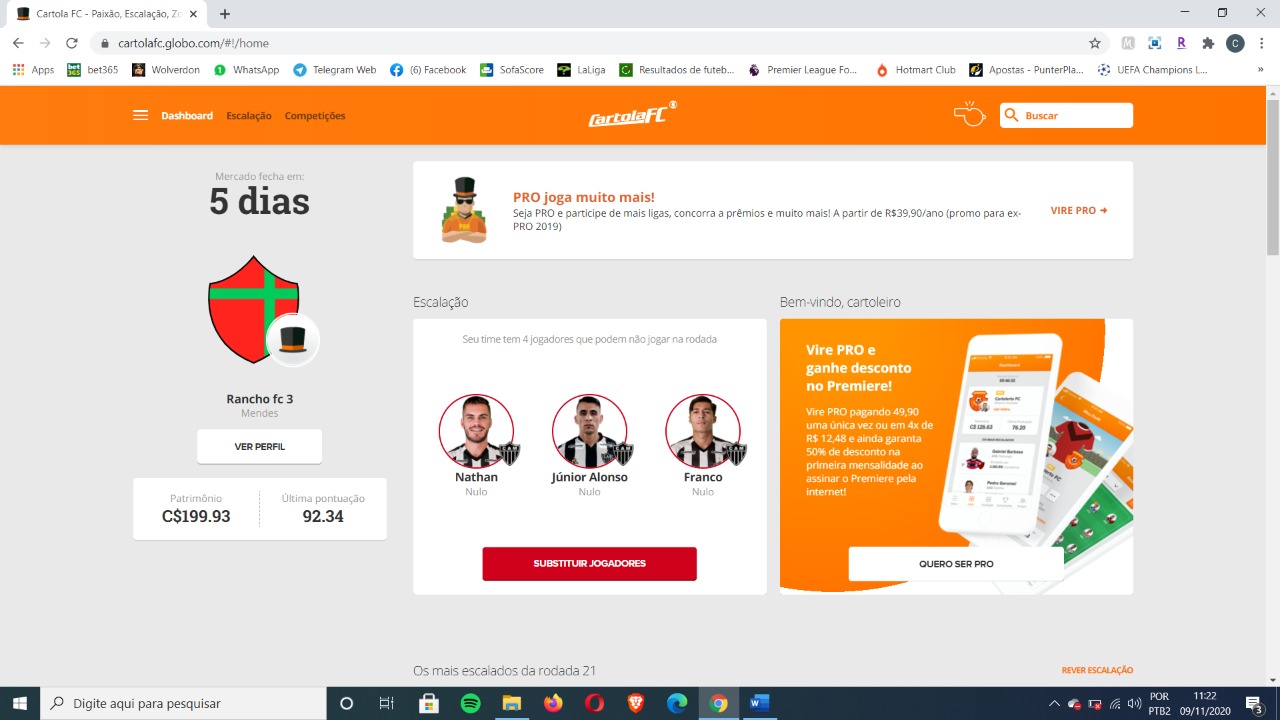 Cartola FC - Paixão, Escalação, Ze
cartolafc.globo.com/#!/home
C
Apps
bet365
Wolverdon
WhatsApp
Telegram Web
(6) Facebook
SofaScore
LaLiga
Resultados de futeb...
Premier League Fo...
Hotmart Club
Apostas - PunterPla...
UEFA Champions L...
»
Dashboard
Escalação
Competições
CartolaFC
Buscar
Mercado fecha em:
5 dias
PRO joga muito mais!
Seja PRO e participe de mais ligas, concorra a prêmios e muito mais! A partir de R$39,90/ano (promo para ex-
PRO 2019)
VIRE PRO
Rancho fc 3
Mendes
VER PERFIL
Patrimônio
C$199.93
Última pontuação
92.34
Escalação
Seu time tem 4 jogadores que podem não jogar na rodada
Nathan
Nulo
Júnior Alonso
Nulo
Franco
Nulo
SUBSTITUIR JOGADORES
Bem-vindo, cartoleiro
Vire PRO e
ganhe desconto
no Premiere!
Vire PRO pagando 49,90
uma única vez ou em 4x de
R$ 12,48 e ainda garanta
50% de desconto na
primeira mensalidade ao
assinar o Premiere pela
internet!
QUERO SER PRO
Os mais escalados da rodada 21
REVER ESCALAÇÃO
Digite aqui para pesquisar
POR
PTB2
11:22
09/11/2020
3